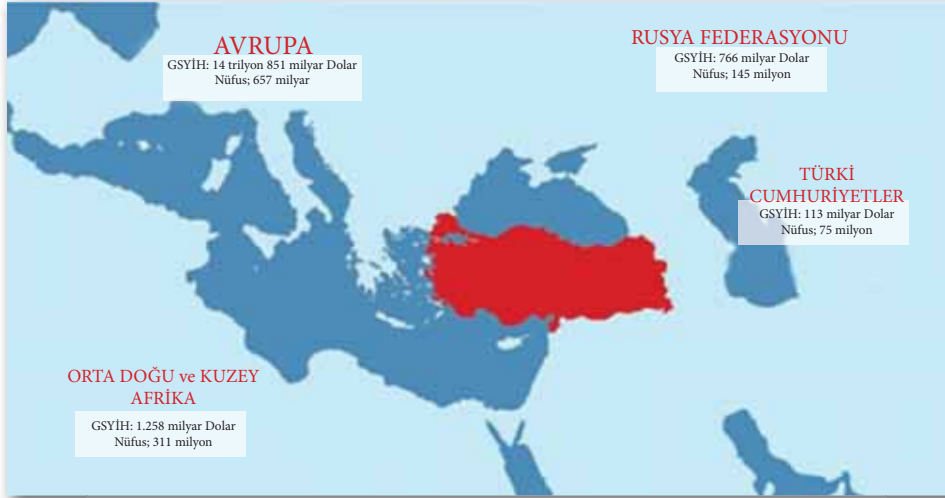 AVRUPA
GSYİH: 14 trilyon 851 milyar Dolar
Nüfus; 657 milyar
RUSYA FEDERASYONU
GSYİH: 766 milyar Dolar
Nüfus; 145 milyon
TÜRKİ
CUMHURİYETLER
GSYİH: 113 milyar Dolar
Nüfus; 75 milyon
ORTA DOĞU ve KUZEY
AFRİKA
GSYİH: 1.258 milyar Dolar
Nüfus; 311 milyon